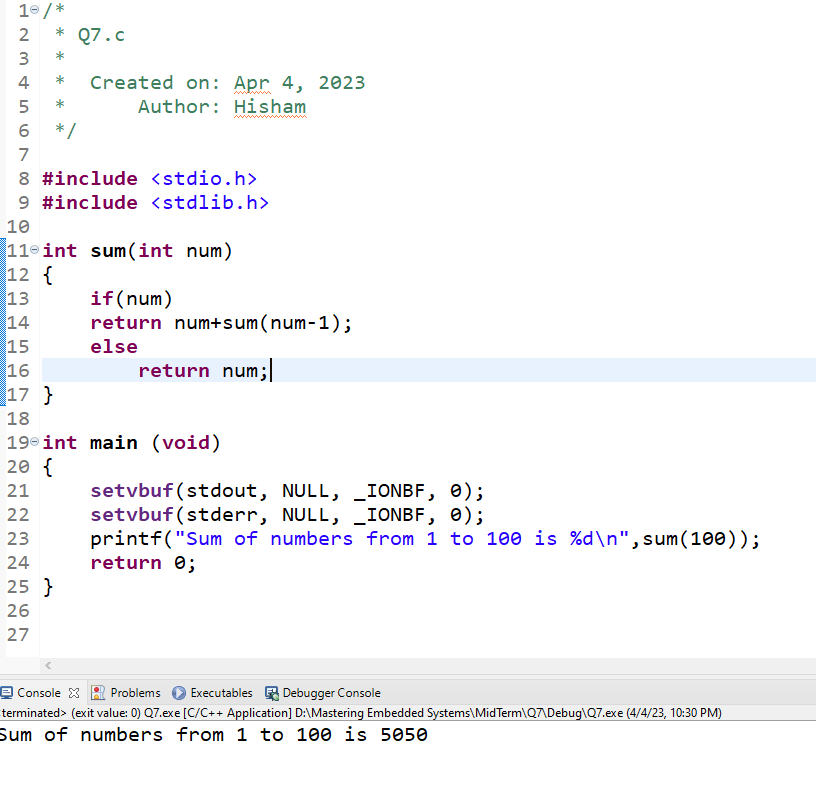 1 /*
2  * Q7.c
3  *
4  *  Created on: Apr 4, 2023
5  *      Author: Hisham
6  */
7
8 #include <stdio.h>
9 #include <stdlib.h>
10
11 int sum(int num)
12 {
13     if(num)
14     return num+sum(num-1);
15     else
16         return num;
17 }
18
19 int main (void)
20 {
21     setvbuf(stdout, NULL, _IONBF, 0);
22     setvbuf(stderr, NULL, _IONBF, 0);
23     printf("Sum of numbers from 1 to 100 is %d\n",sum(100));
24     return 0;
25 }
26
27
Console Problems Executables Debugger Console
terminated> (exit value: 0) Q7.exe [C/C++ Application] D:\Mastering Embedded Systems\MidTerm\Q7\Debug\Q7.exe (4/4/23, 10:30 PM)
Sum of numbers from 1 to 100 is 5050